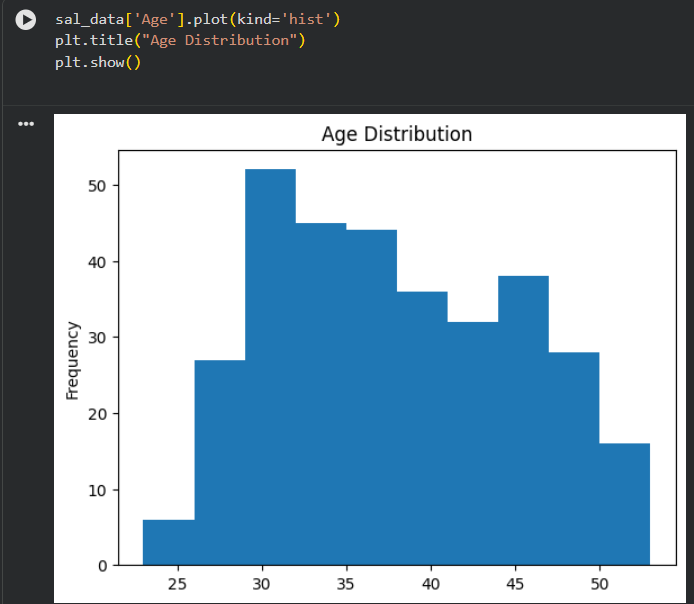 sal_data['Age'].plot(kind='hist')
plt.title("Age Distribution")
plt.show()
Age Distribution
Frequency
50
40
30
20
10
0
25 30 35 40 45 50